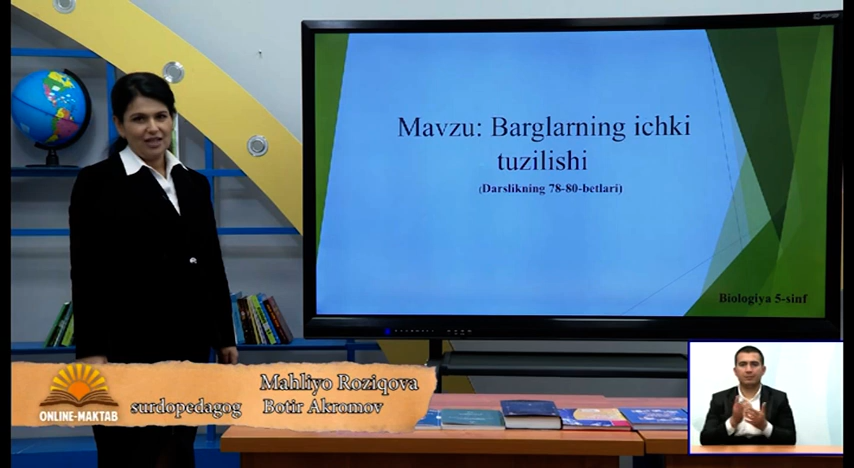 Mavzu: Barglarning ichki
tuzilishi
(Darslikning 78-80-betlari)
Biologiya 5-sinf
Mahliyo Roziqova
surdopedagog Botir Akromov
ONLINE-MAKTAB